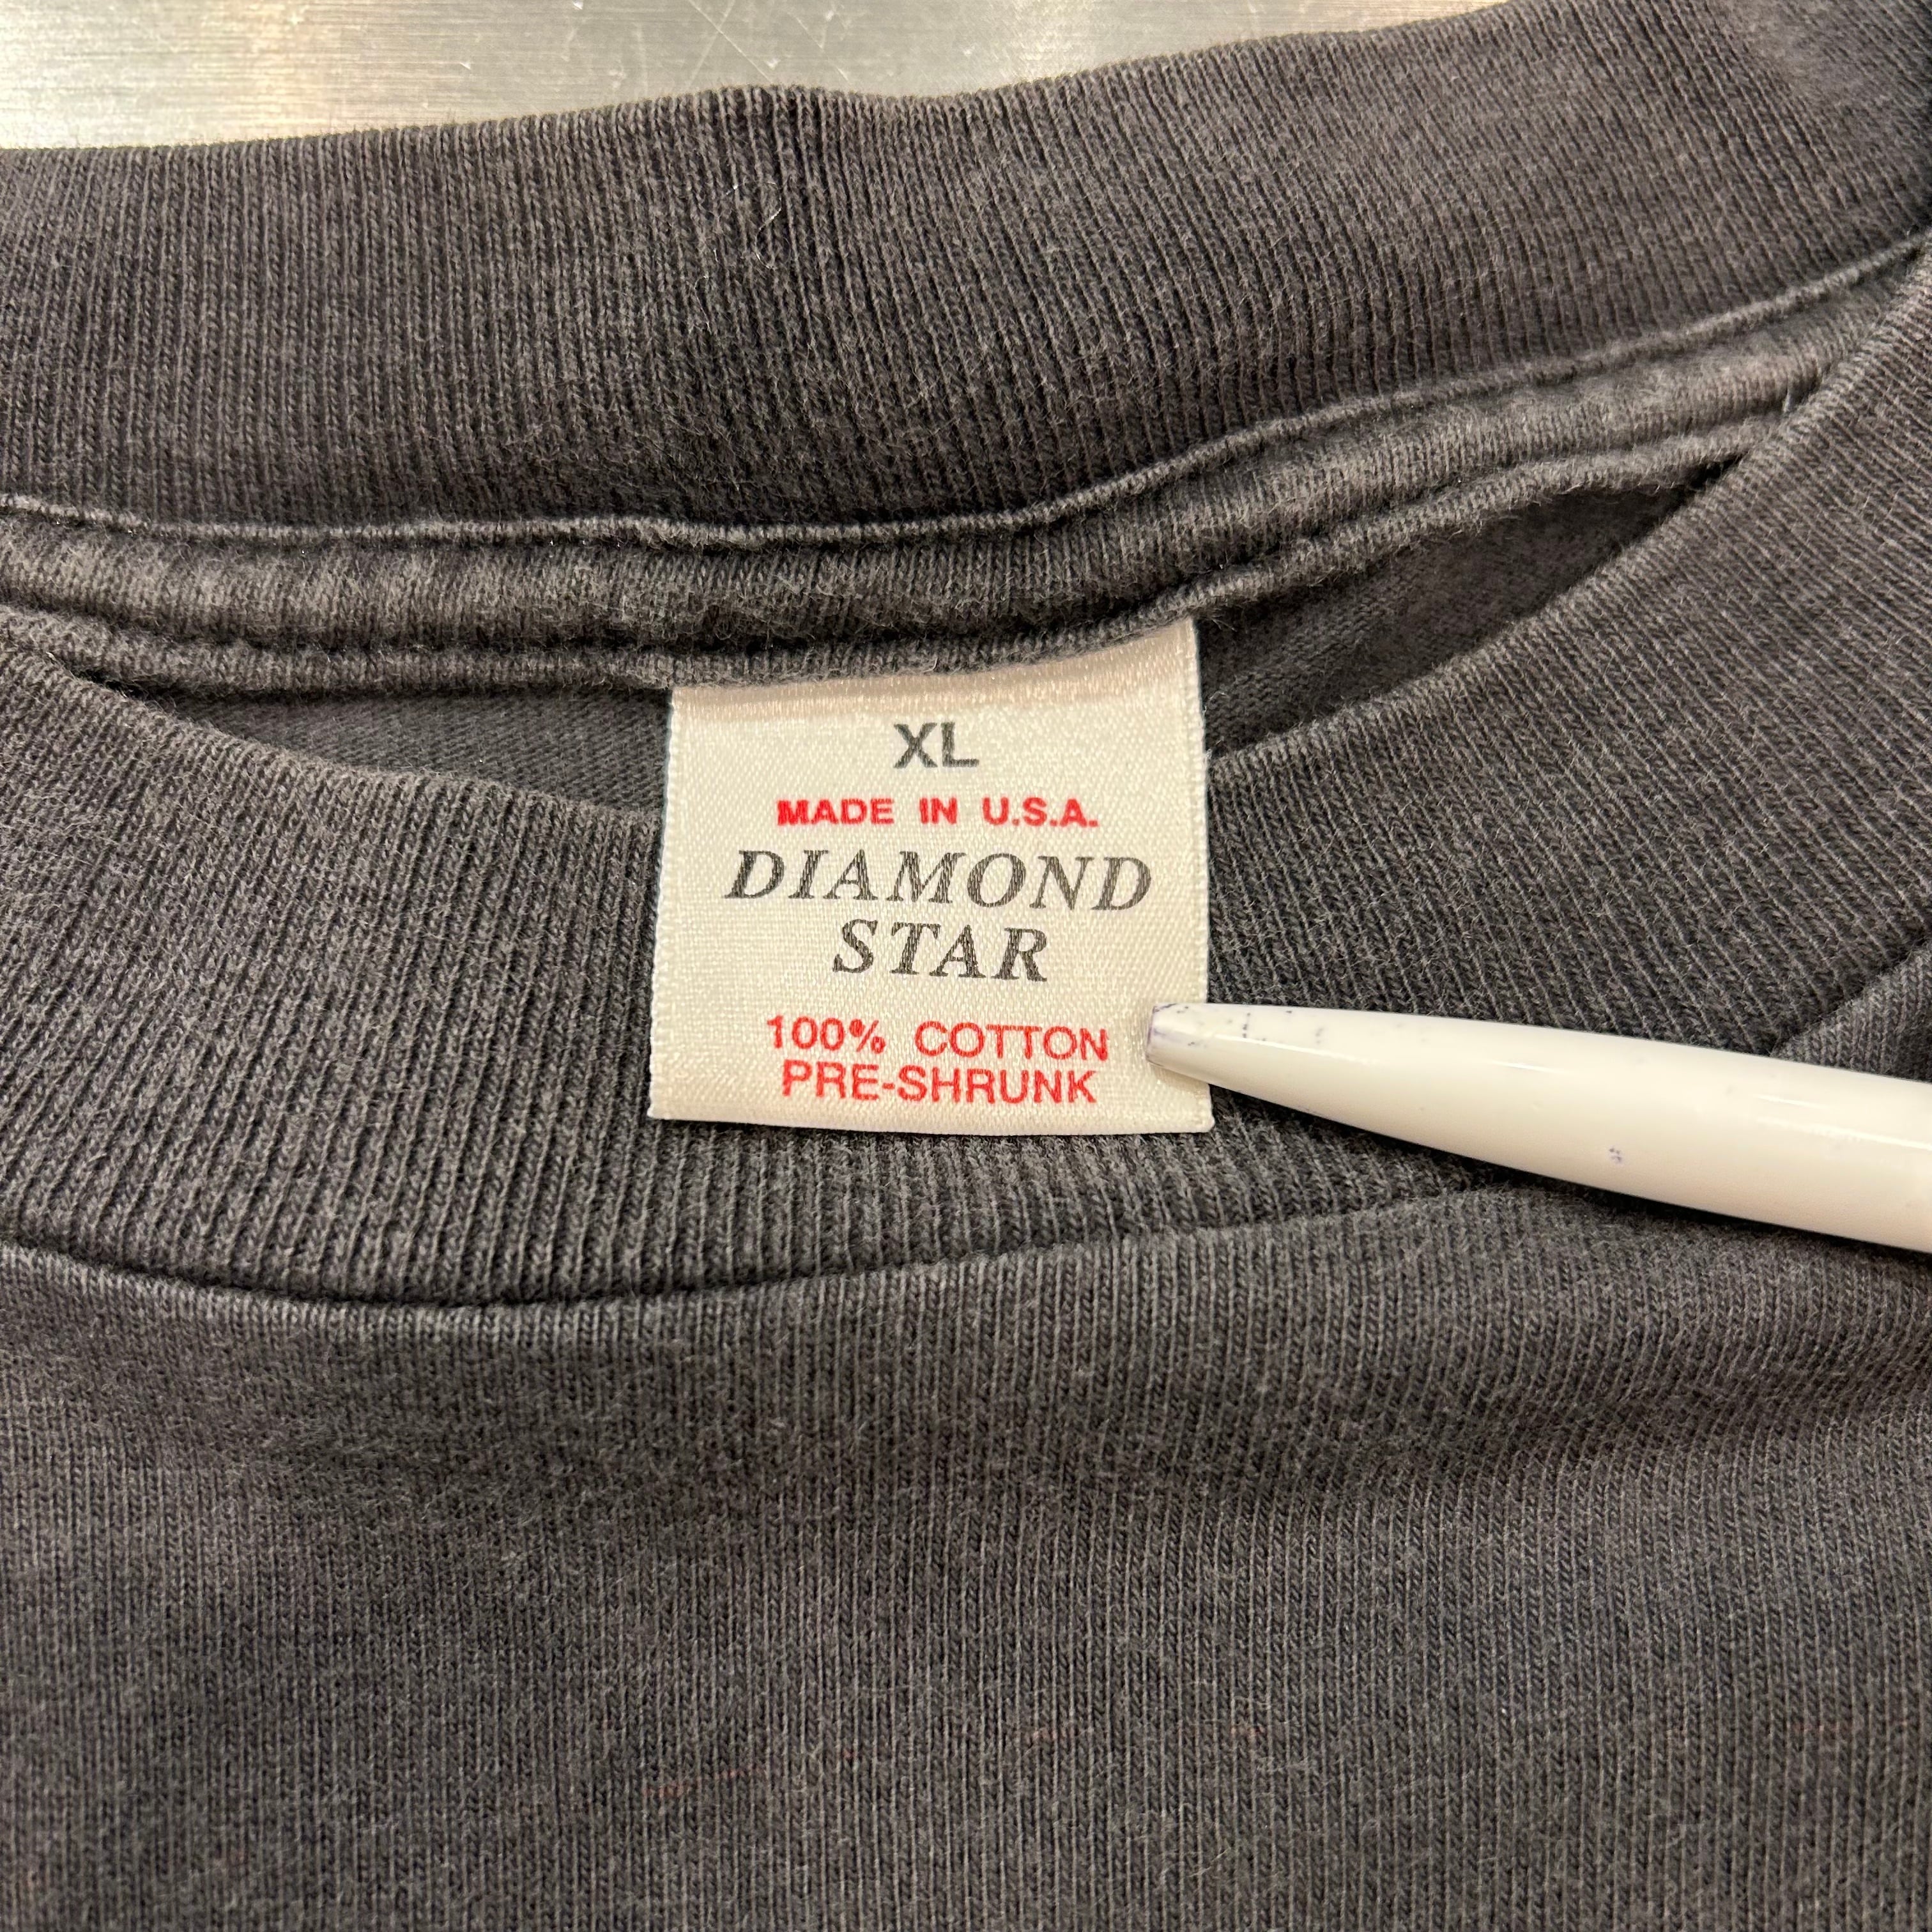 XL
MADE IN U.S.A.
DIAMOND
STAR
100% COTTON
PRE-SHRUNK